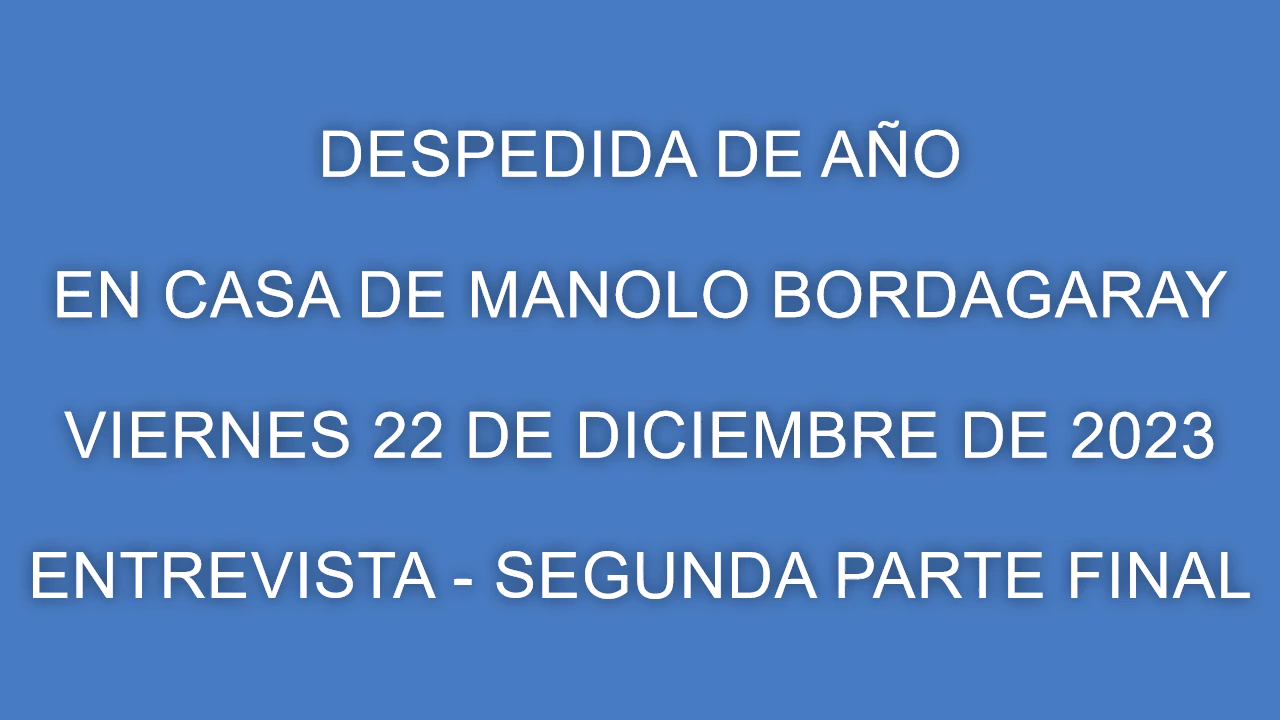 DESPEDIDA DE AÑO
EN CASA DE MANOLO BORDAGARAY
VIERNES 22 DE DICIEMBRE DE 2023
ENTREVISTA - SEGUNDA PARTE FINAL